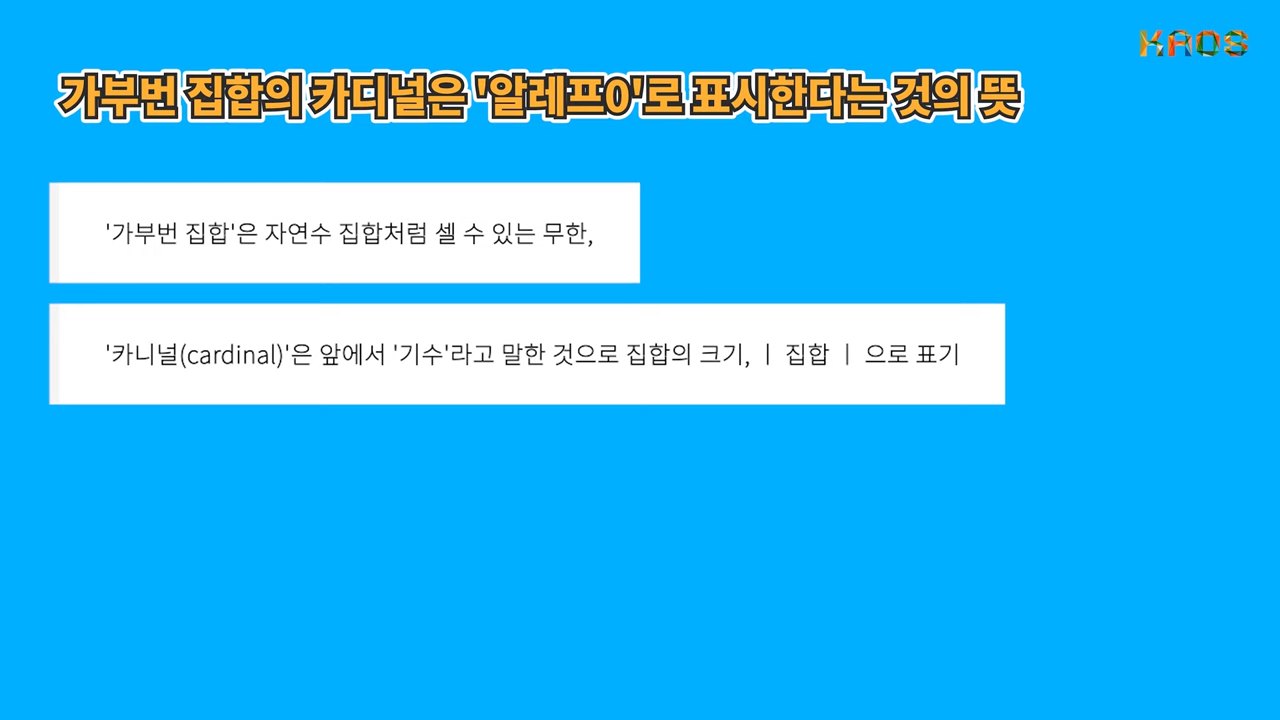 KAOS
가부번 집합의 카디널은 '알레프0'로 표시한다는 것의 뜻
'가부번 집합'은 자연수 집합처럼 셀 수 있는 무한,
'카니널(cardinal)'은 앞에서 '기수'라고 말한 것으로 집합의 크기, ㅣ 집합 ㅣ 으로 표기